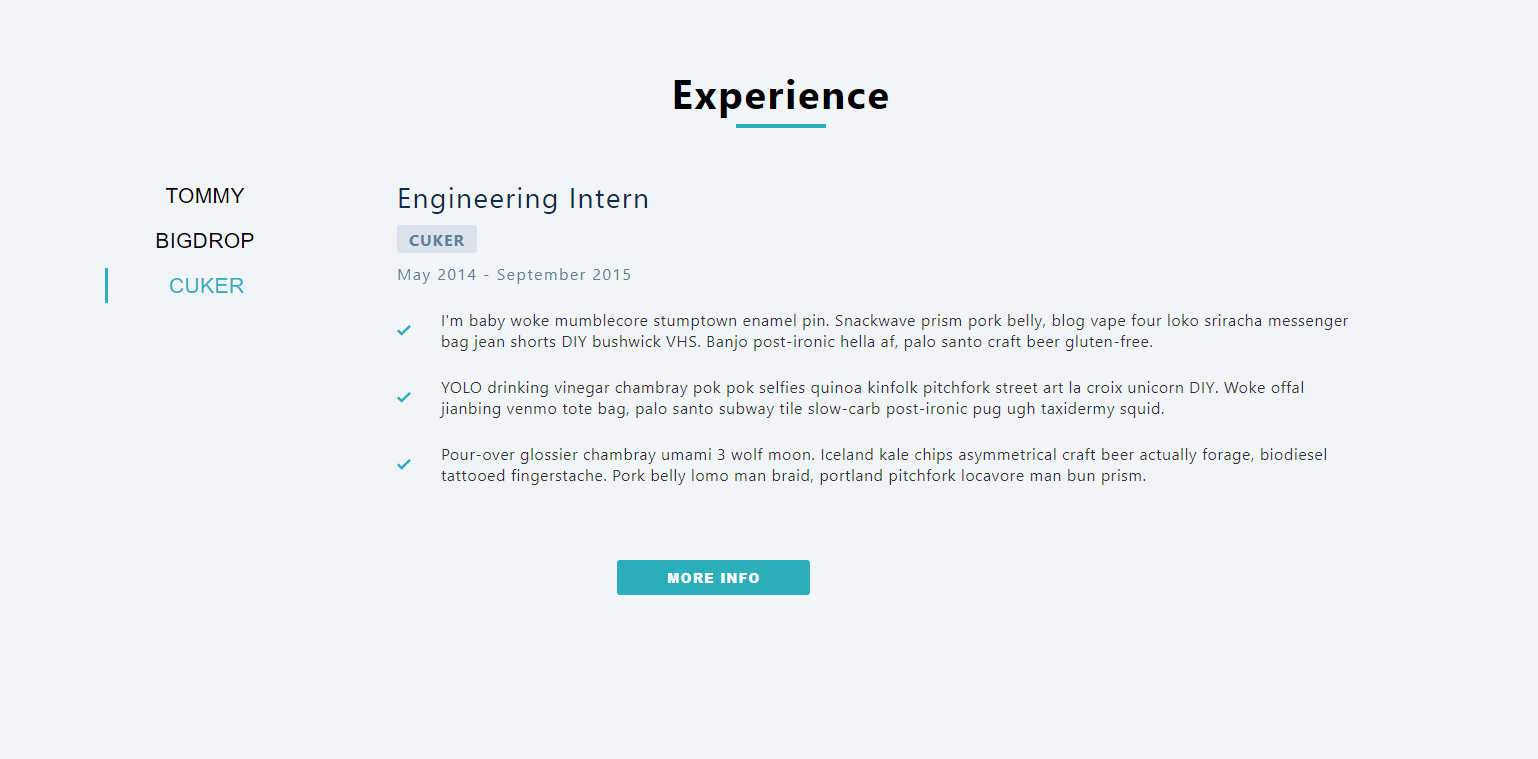 Experience
TOMMY
BIGDROP
CUKER
Engineering Intern
CUKER
May 2014 - September 2015
I'm baby woke mumblecore stumptown enamel pin. Snackwave prism pork belly, blog vape four loko sriracha messenger
bag jean shorts DIY bushwick VHS. Banjo post-ironic hella af, palo santo craft beer gluten-free.
YOLO drinking vinegar chambray pok pok selfies quinoa kinfolk pitchfork street art la croix unicorn DIY. Woke offal
jianbing venmo tote bag, palo santo subway tile slow-carb post-ironic pug ugh taxidermy squid.
Pour-over glossier chambray umami 3 wolf moon. Iceland kale chips asymmetrical craft beer actually forage, biodiesel
tattooed fingerstache. Pork belly lomo man braid, portland pitchfork locavore man bun prism.
MORE INFO